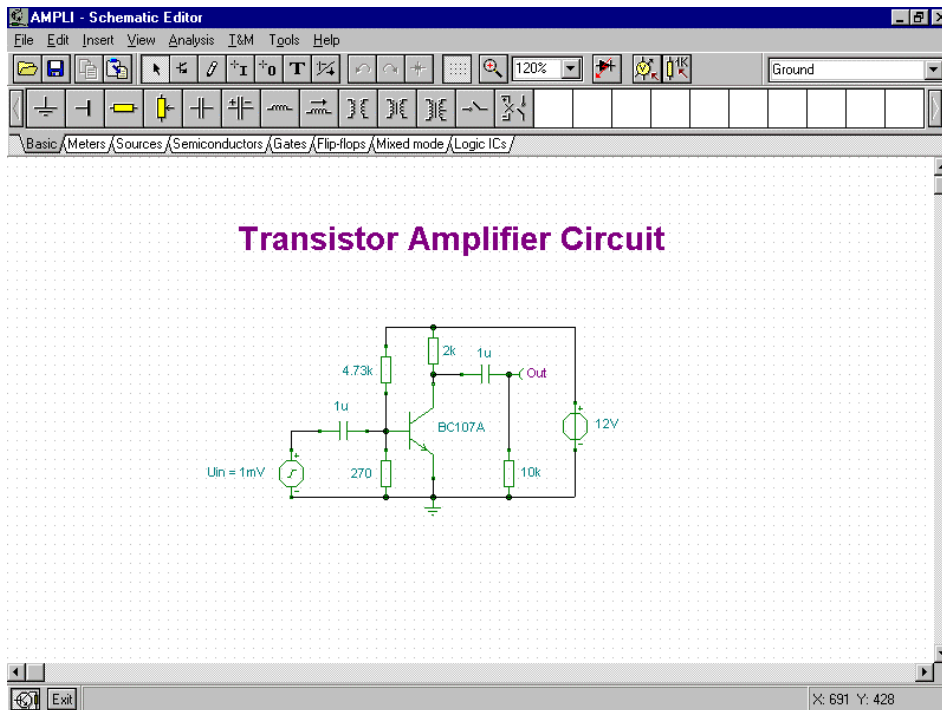 AMPLI - Schematic Editor
File Edit Insert View Analysis T&M Tools Help
+I +0 T 120% V 1K Ground
Basic Meters Sources Semiconductors Gates Flip-flops Mixed mode Logic ICs
Transistor Amplifier Circuit
2k
1u
4.73k
Out
1u
BC107A
12V
Uin = 1mV
270
10k
Exit X: 691 Y: 428